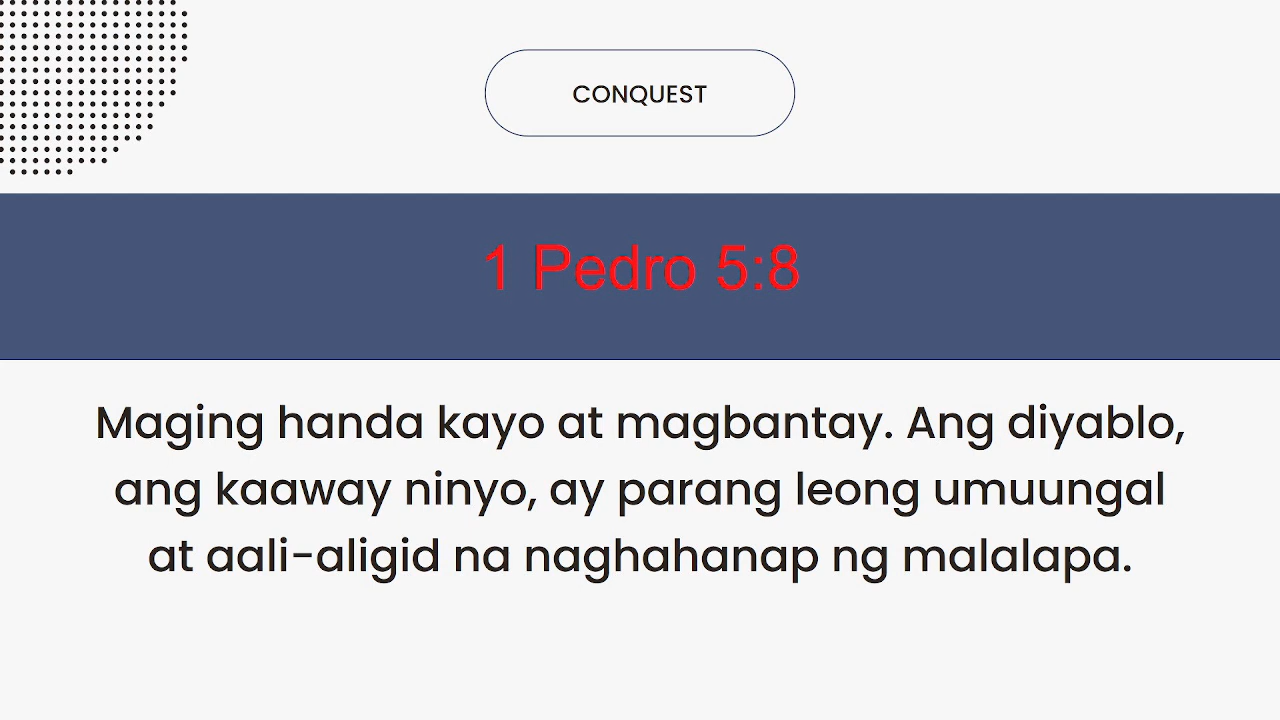 CONQUEST
1 Pedro 5:8
Maging handa kayo at magbantay. Ang diyablo,
ang kaaway ninyo, ay parang leong umuungal
at aali-aligid na naghahanap ng malalapa.